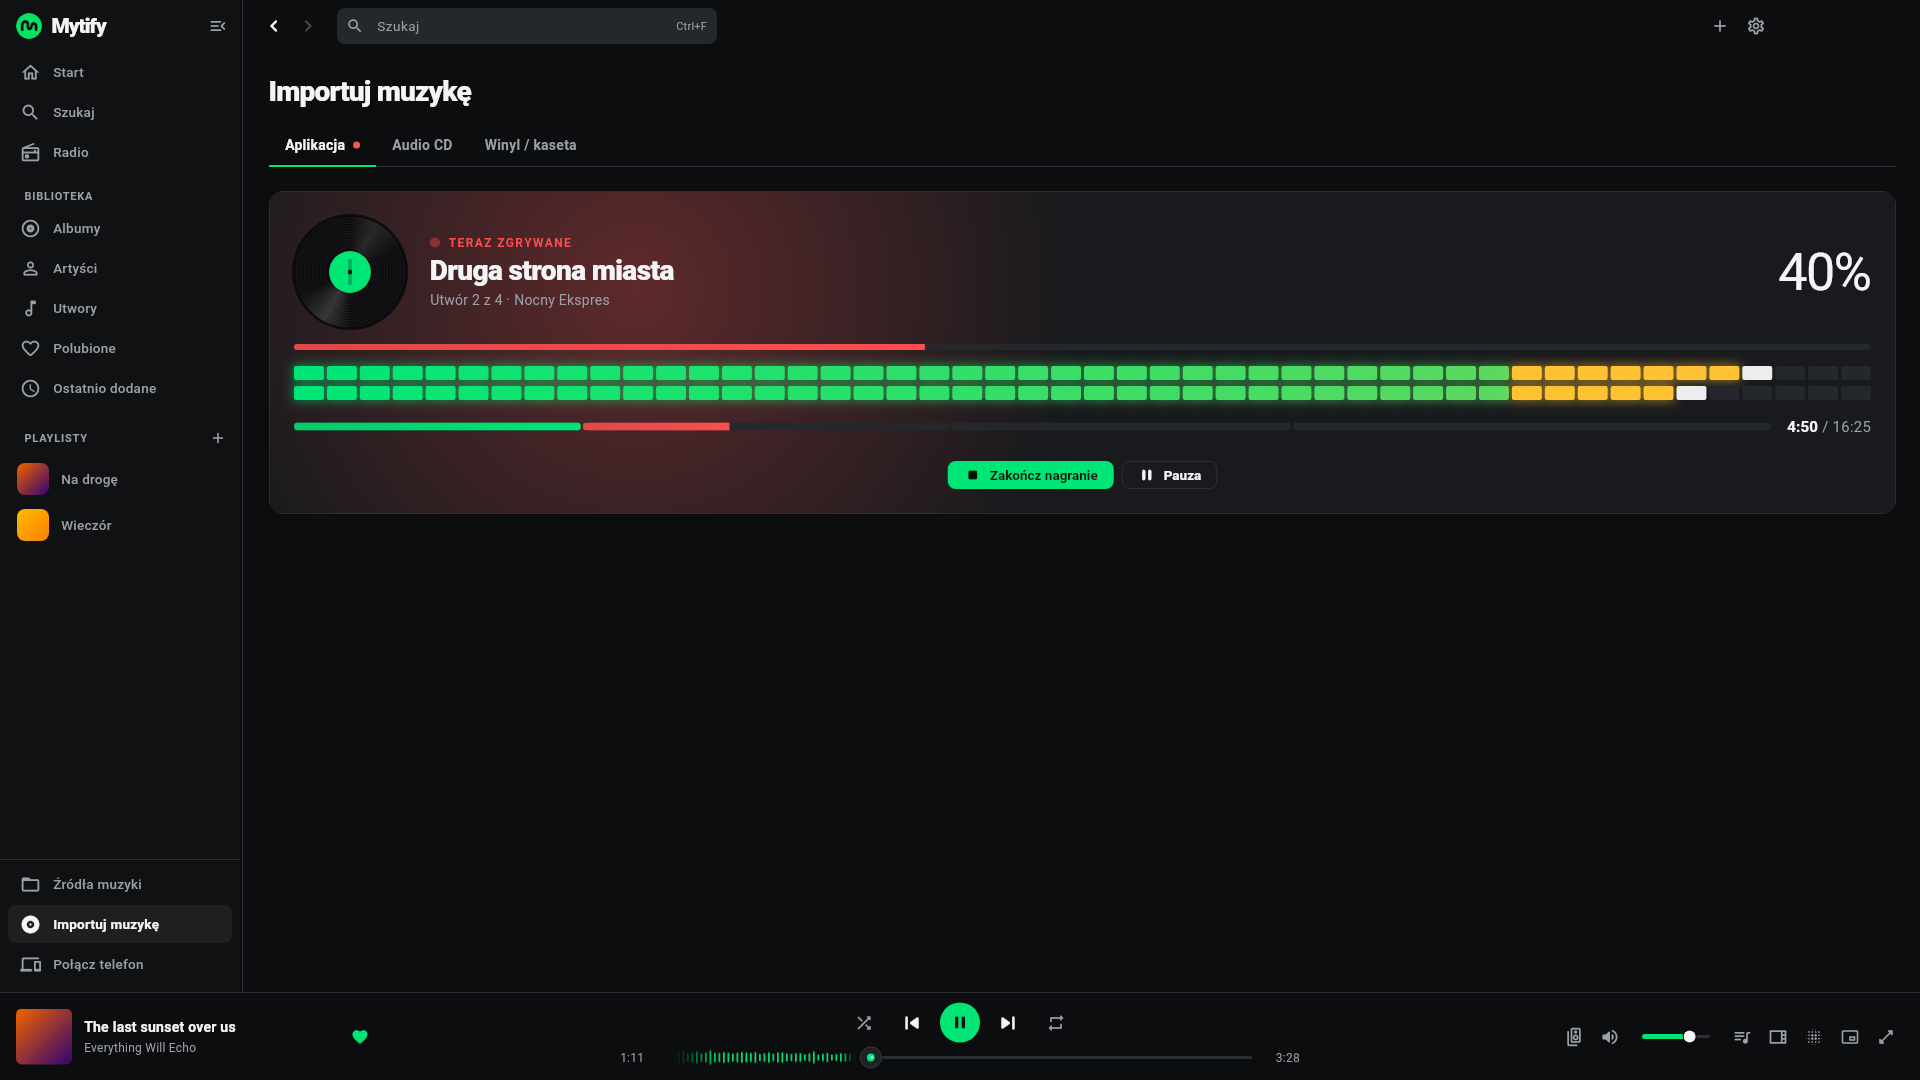 Mytify
Szukaj
Ctrl+F
Start
Szukaj
Radio
BIBLIOTEKA
Albumy
Artyści
Utwory
Polubione
Ostatnio dodane
PLAYLISTY
Na drogę
Wieczór
Źródła muzyki
Importuj muzykę
Połącz telefon
Importuj muzykę
Aplikacja
Audio CD
Winyl / kaseta
TERAZ ZGRYWANE
Druga strona miasta
Utwór 2 z 4 · Nocny Ekspres
40%
4:50 / 16:25
Zakończ nagranie
Pauza
The last sunset over us
Everything Will Echo
1:11
3:28